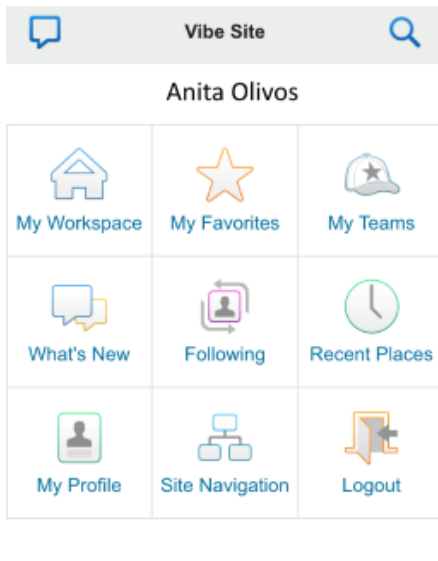 Vibe Site
Anita Olivos
My Workspace
My Favorites
My Teams
What's New
Following
Recent Places
My Profile
Site Navigation
Logout